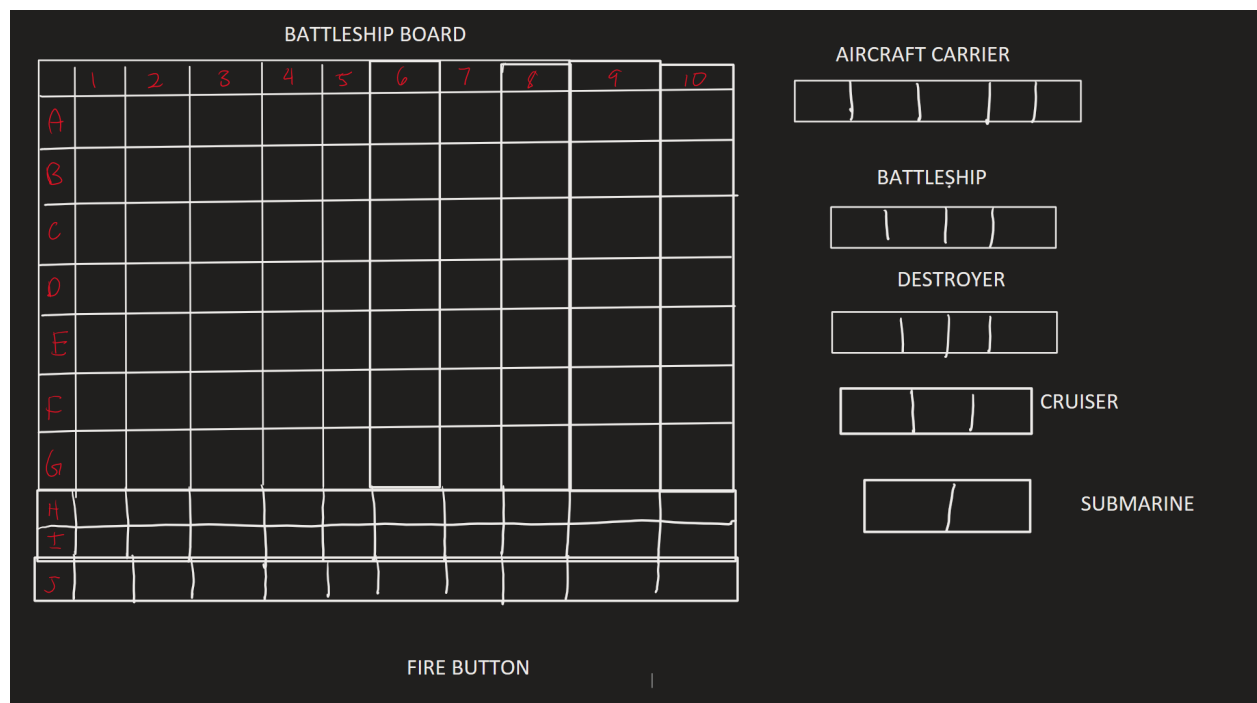 BATTLESHIP BOARD
1 2 3 4 5 6 7 8 9 10
A
B
C
D
E
F
G
H
I
J
FIRE BUTTON
AIRCRAFT CARRIER
BATTLESHIP
DESTROYER
CRUISER
SUBMARINE